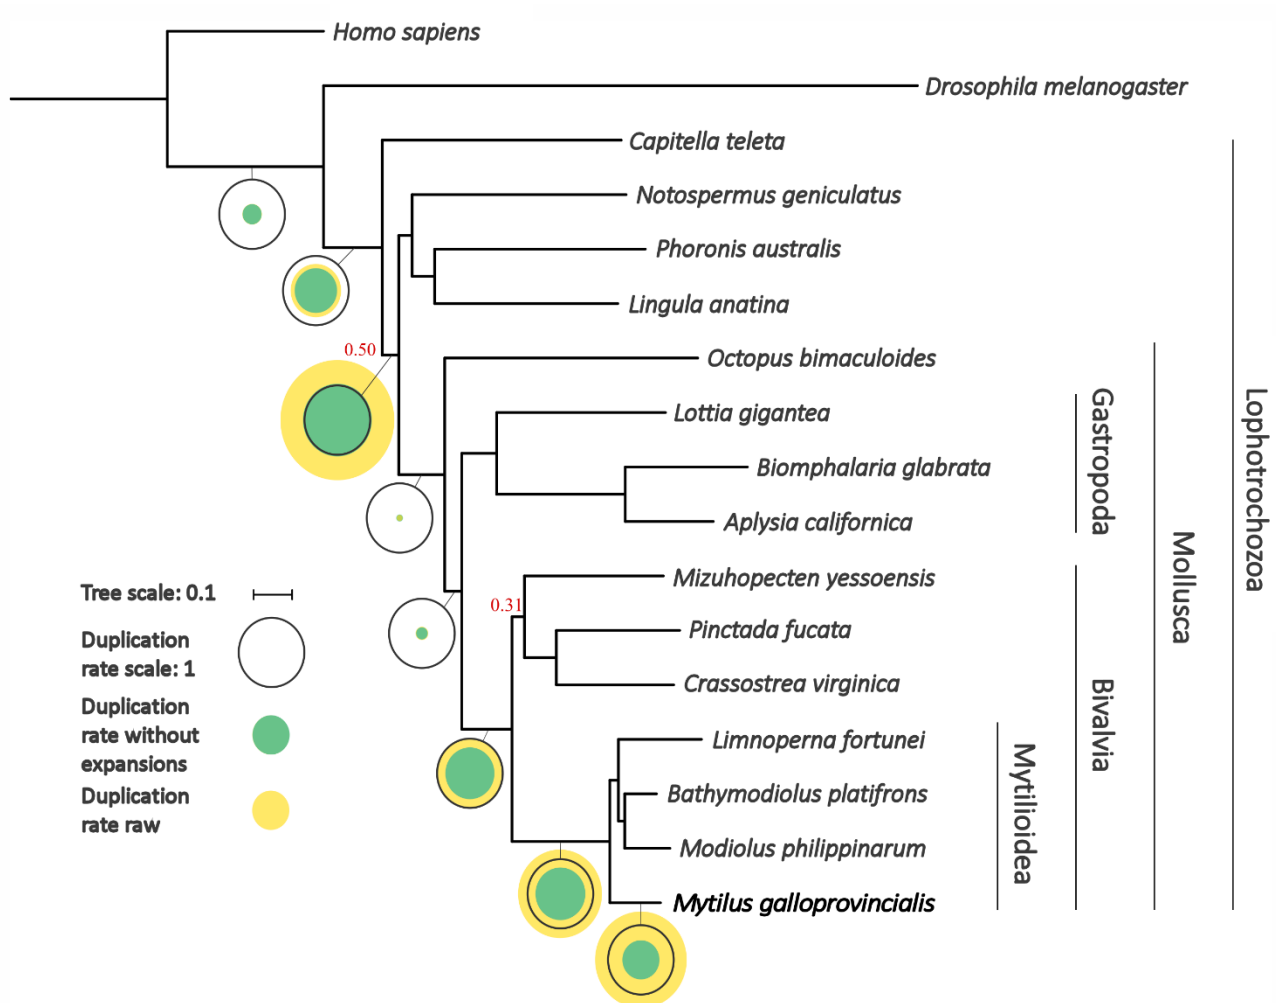 Homo sapiens
Drosophila melanogaster
Capitella teleta
Notospermus geniculatus
Phoronis australis
Lingula anatina
0.50
Octopus bimaculoides
Lottia gigantea
Biomphalaria glabrata
Aplysia californica
Mizuhopecten yessoensis
0.31
Pinctada fucata
Crassostrea virginica
Limnoperna fortunei
Bathymodiolus platifrons
Modiolus philippinarum
Mytilus galloprovincialis
Tree scale: 0.1
Duplication
rate scale: 1
Duplication
rate without
expansions
Duplication
rate raw
Mytilioidea
Gastropoda
Bivalvia
Mollusca
Lophotrochozoa